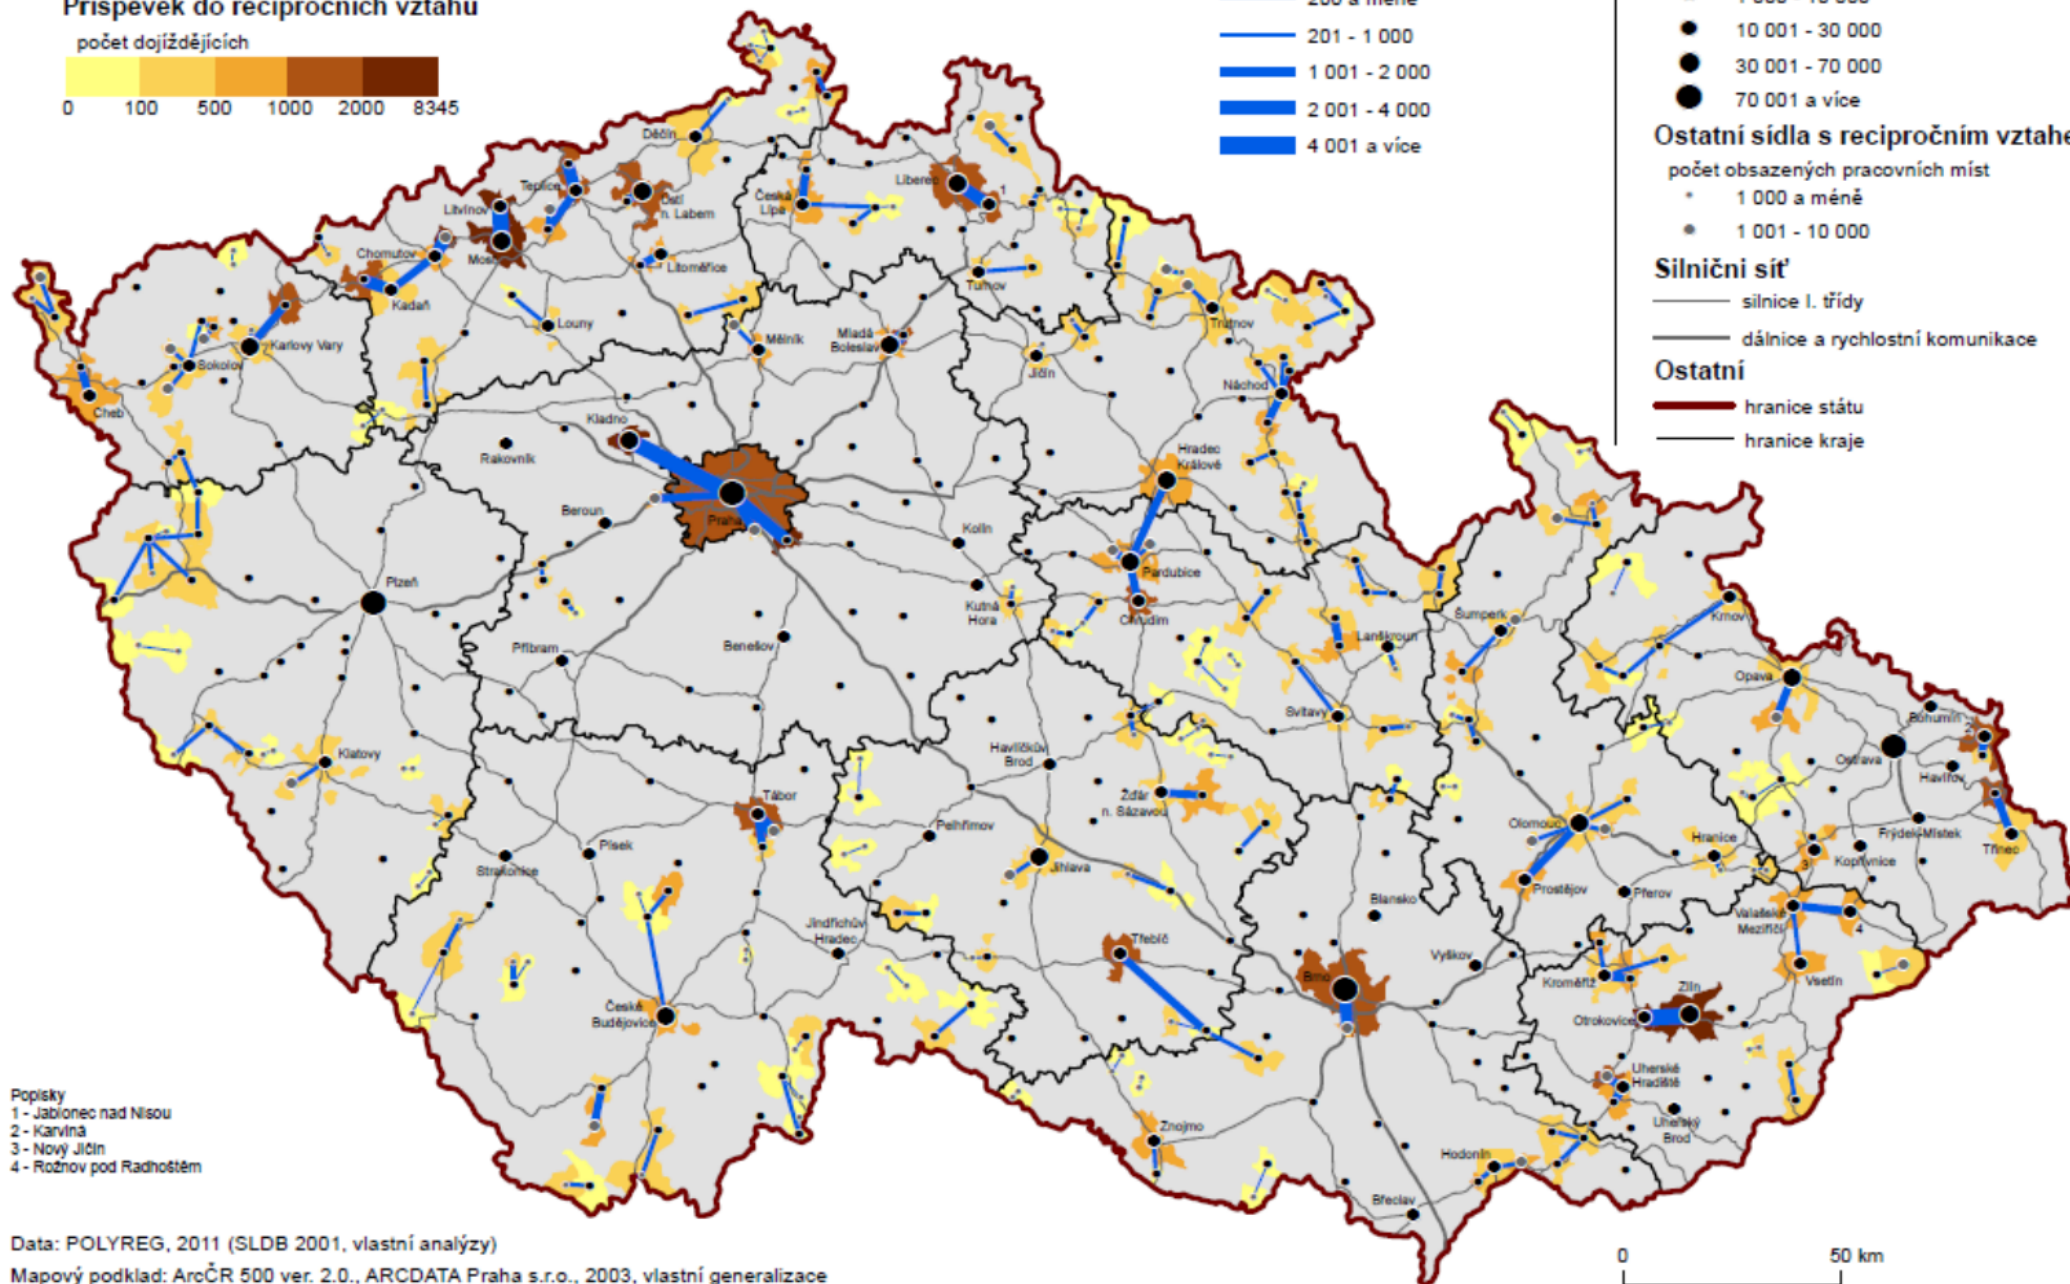 Příspěvek do recipročních vztahů
počet dojíždějících
0 100 500 1000 2000 8345
200 a méně
201 - 1 000
1 001 - 2 000
2 001 - 4 000
4 001 a více
10 001 - 30 000
30 001 - 70 000
70 001 a více
Ostatní sídla s recipročním
počet obsazených pracovních míst
1 000 a méně
1 001 - 10 000
Silniční síť
silnice I. třídy
dálnice a rychlostní komunikace
Ostatní
hranice státu
hranice kraje
Děčín
Teplice
Ústí
n. Labem
Litvínov
Most
Chomutov
Kadaň
Litoměřice
Česká
Lípa
Liberec
1
Turnov
Louny
Mělník
Mladá
Boleslav
Jičín
Trutnov
Náchod
Karlovy Vary
Sokolov
Cheb
Kladno
Rakovník
Praha
Beroun
Kolín
Kutná
Hora
Hradec
Králové
Pardubice
Chrudim
Plzeň
Příbram
Benešov
Lanškroun
Šumperk
Krnov
Svitavy
Opava
Bohumín
2
Ostrava
Havířov
Klatovy
Havlíčkův
Brod
Žďár
n. Sázavou
Tábor
Pelhřimov
Písek
Strakonice
Jihlava
Olomouc
Hranice
3
Kopřivnice
Frýdek-Místek
Třinec
Prostějov
Přerov
Blansko
Valašské
Meziříčí
4
Jindřichův
Hradec
Třebíč
Vyškov
Kroměříž
Vsetín
Brno
Zlín
Otrokovice
České
Budějovice
Uherské
Hradiště
Uherský
Brod
Znojmo
Hodonín
Břeclav
Popisky
1 - Jablonec nad Nisou
2 - Karviná
3 - Nový Jičín
4 - Rožnov pod Radhoštěm
Data: POLYREG, 2011 (SLDB 2001, vlastní analýzy)
Mapový podklad: ArcČR 500 ver. 2.0., ARCDATA Praha s.r.o., 2003, vlastní generalizace
0 50 km